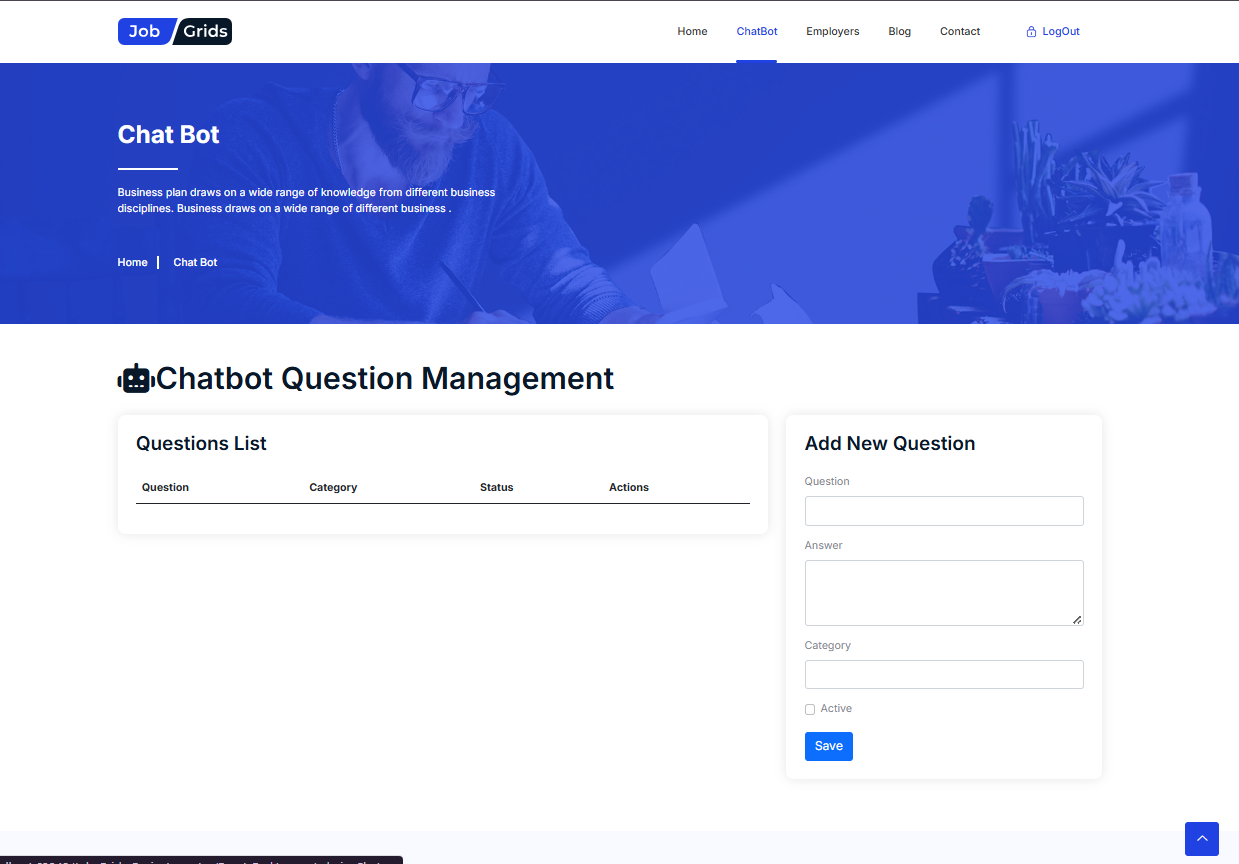 Job Grids
Home ChatBot Employers Blog Contact LogOut
Chat Bot
Business plan draws on a wide range of knowledge from different business
disciplines. Business draws on a wide range of different business .
Home Chat Bot
Chatbot Question Management
Questions List
Question Category Status Actions
Add New Question
Question
Answer
Category
Active
Save